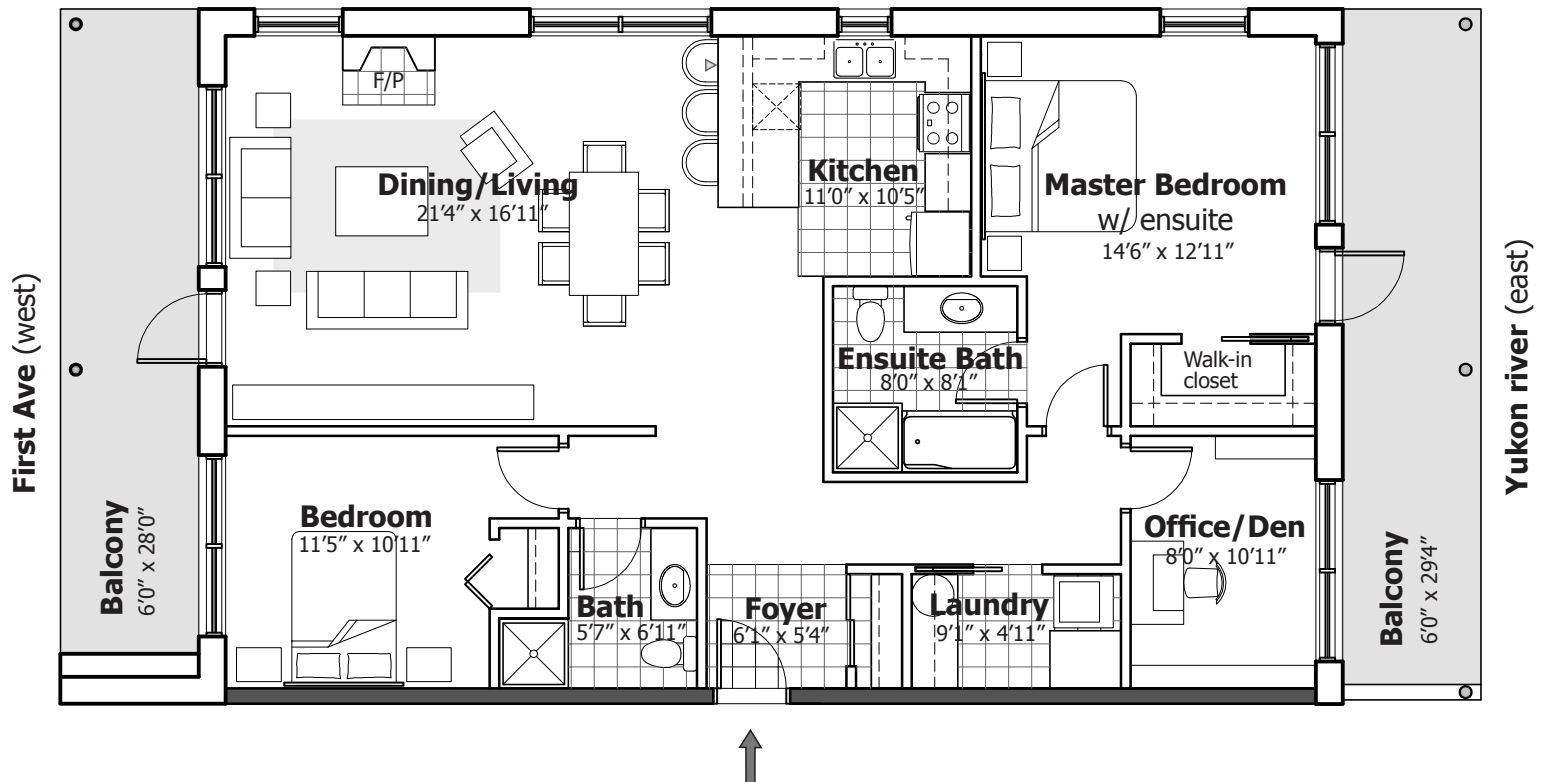 First Ave (west)
Balcony
6’0” x 28’0”
F/P
Dining/Living
21’4” x 16’11”
Kitchen
11’0” x 10’5”
Master Bedroom
w/ ensuite
14’6” x 12’11”
Ensuite Bath
8’0” x 8’1”
Walk-in
closet
Bedroom
11’5” x 10’11”
Bath
5’7” x 6’11”
Foyer
6’1” x 5’4”
Laundry
9’1” x 4’11”
Office/Den
8’0” x 10’11”
Balcony
6’0” x 29’4”
Yukon river (east)